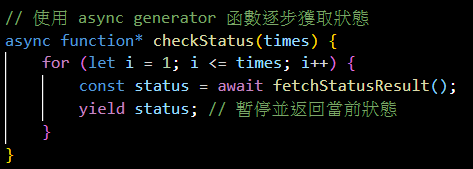 // 使用 async generator 函數逐步獲取狀態
async function* checkStatus(times) {
    for (let i = 1; i <= times; i++) {
        const status = await fetchStatusResult();
        yield status; // 暫停並返回當前狀態
    }
}